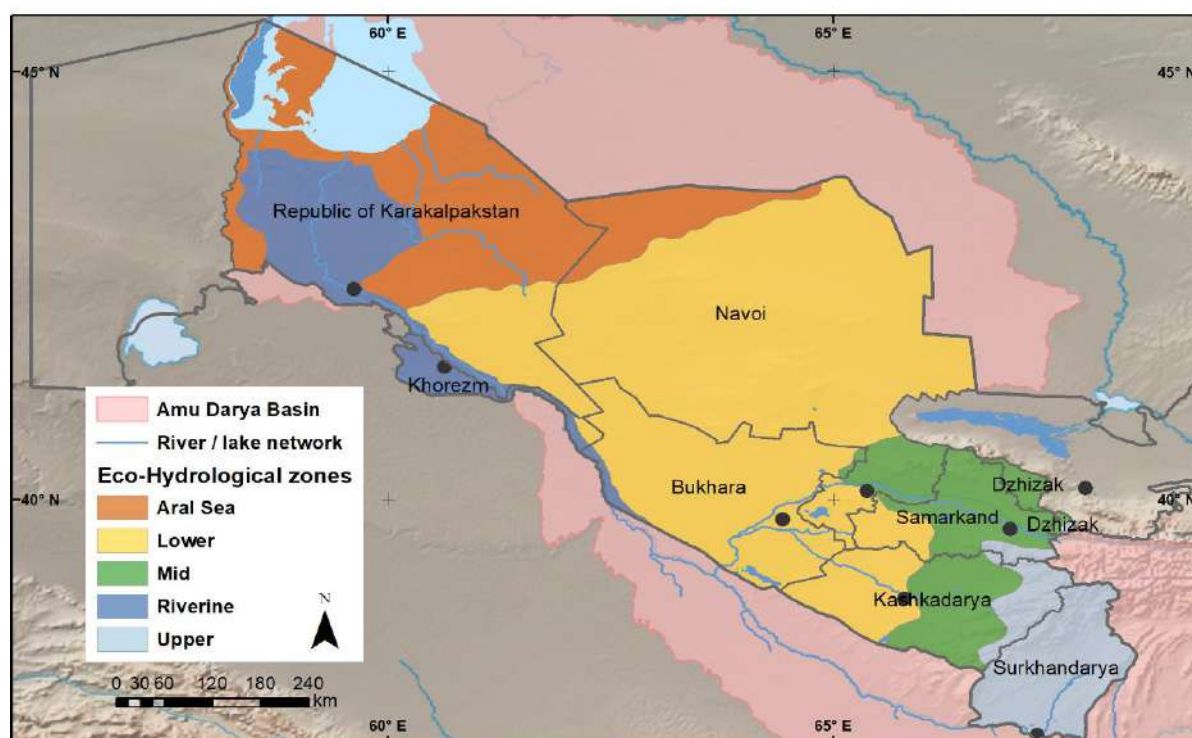 60° E
65° E
45° N
45° N
Republic of Karakalpakstan
Navoi
Khorezm
Bukhara
Dzhizak
40° N
40° N
Samarkand
Dzhizak
Kashkadarya
Surkhandarya
Amu Darya Basin
River / lake network
Eco-Hydrological zones
Aral Sea
Lower
Mid
Riverine
Upper
N
0 30 60 120 180 240
km
60° E
65° E